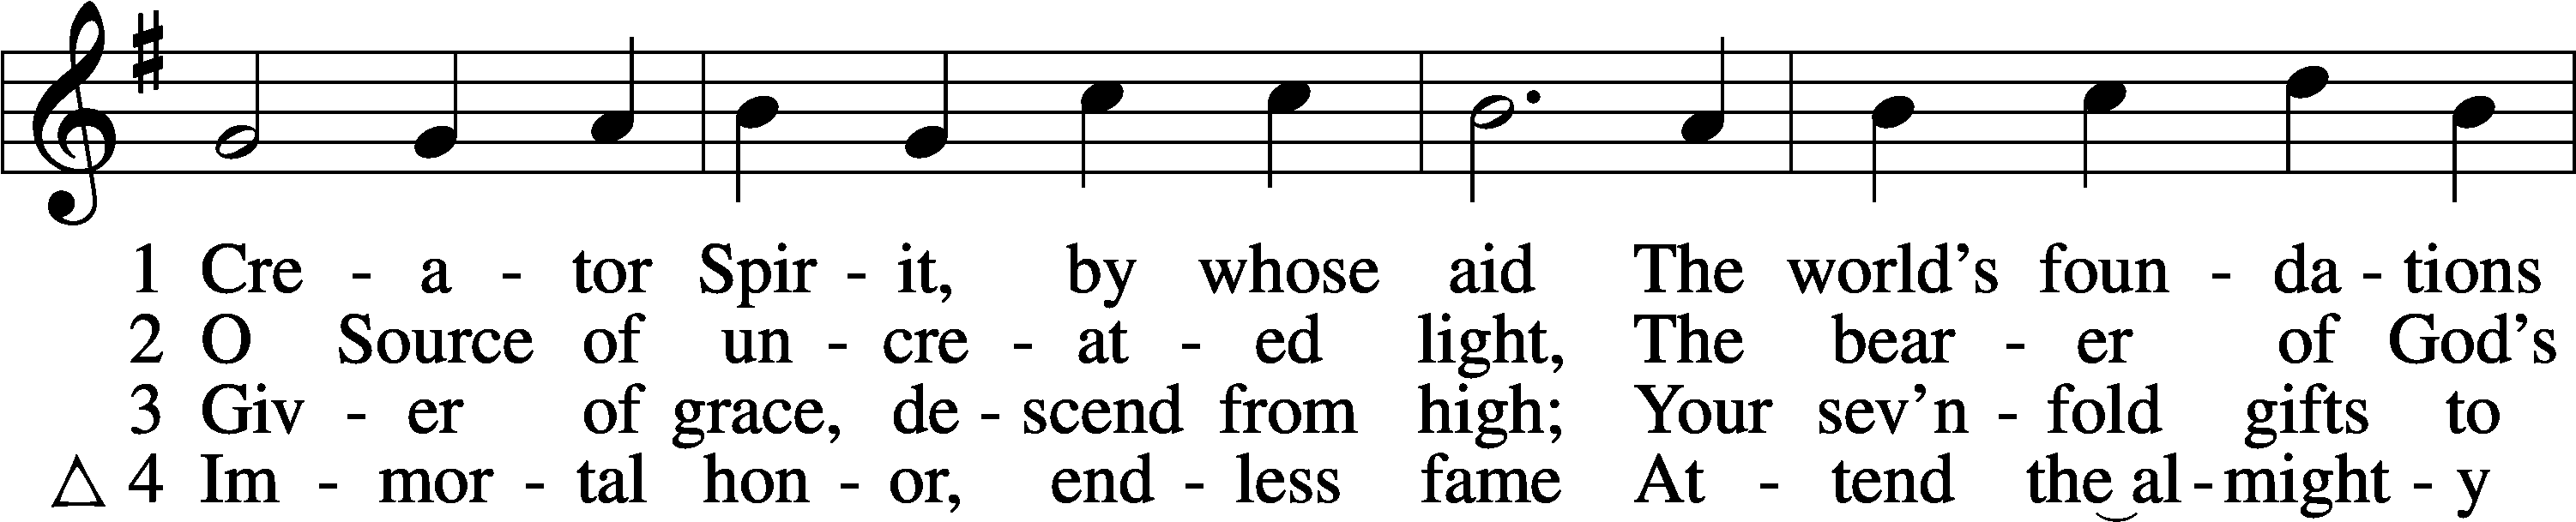 1 Cre - a - tor Spir - it, by whose aid The world’s foun - da - tions
2 O Source of un - cre - at - ed light, The bear - er of God’s
3 Giv - er of grace, de - scend from high; Your sev’n - fold gifts to
△ 4 Im - mor - tal hon - or, end - less fame At - tend the‿al - might - y